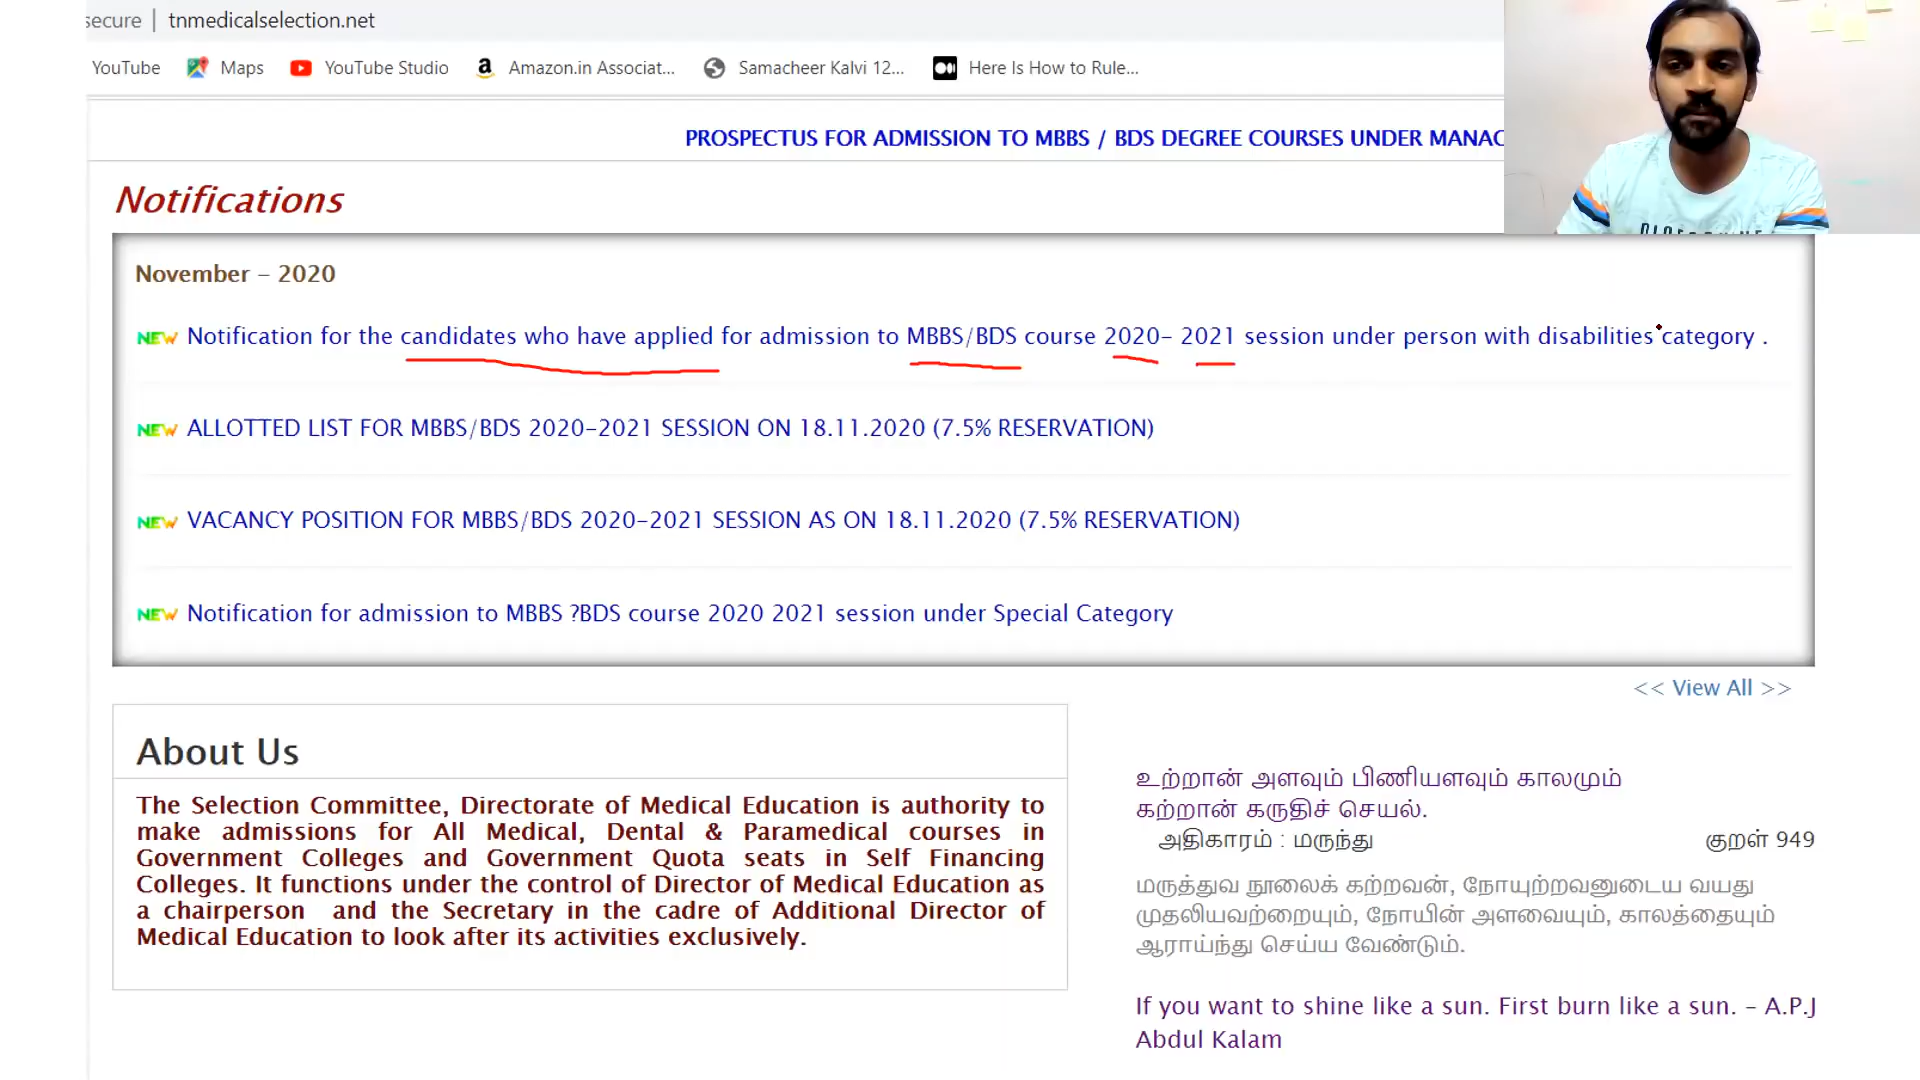 secure | tnmedicalselection.net
YouTube Maps YouTube Studio Amazon.in Associat... Samacheer Kalvi 12... Here Is How to Rule...
PROSPECTUS FOR ADMISSION TO MBBS / BDS DEGREE COURSES UNDER MANAG
Notifications
November – 2020
NEW Notification for the candidates who have applied for admission to MBBS/BDS course 2020– 2021 session under person with disabilities category .
NEW ALLOTTED LIST FOR MBBS/BDS 2020–2021 SESSION ON 18.11.2020 (7.5% RESERVATION)
NEW VACANCY POSITION FOR MBBS/BDS 2020–2021 SESSION AS ON 18.11.2020 (7.5% RESERVATION)
NEW Notification for admission to MBBS ?BDS course 2020 2021 session under Special Category
<< View All >>
About Us
The Selection Committee, Directorate of Medical Education is authority to
make admissions for All Medical, Dental & Paramedical courses in
Government Colleges and Government Quota seats in Self Financing
Colleges. It functions under the control of Director of Medical Education as
a chairperson and the Secretary in the cadre of Additional Director of
Medical Education to look after its activities exclusively.
உற்றான் அளவும் பிணியளவும் காலமும்
கற்றான் கருதிச் செயல்.
அதிகாரம் : மருந்து குறள் 949
மருத்துவ நூலைக் கற்றவன், நோயுற்றவனுடைய வயது
முதலியவற்றையும், நோயின் அளவையும், காலத்தையும்
ஆராய்ந்து செய்ய வேண்டும்.
If you want to shine like a sun. First burn like a sun. – A.P.J
Abdul Kalam